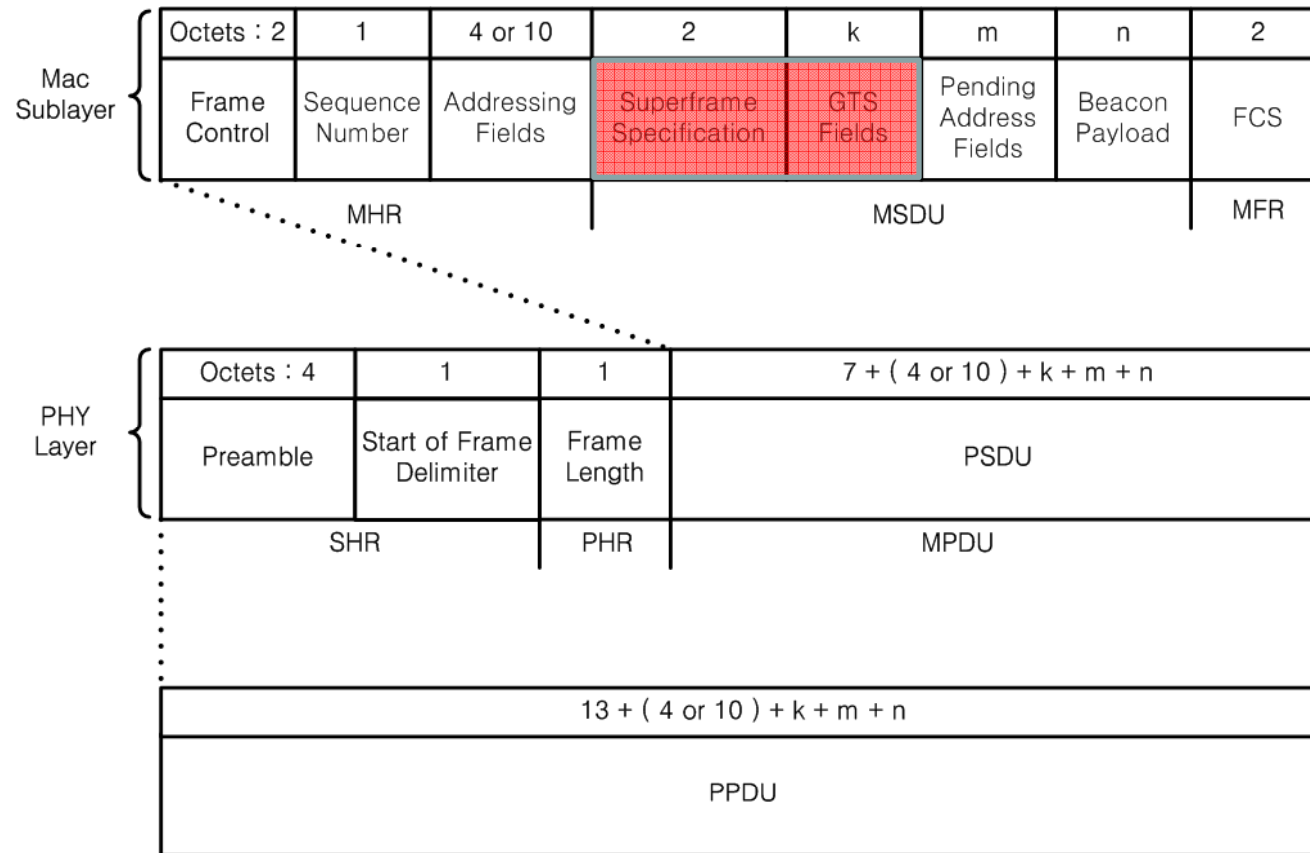 Octets : 2 1 4 or 10 2 k m n 2
Mac Sublayer
Frame Control
Sequence Number
Addressing Fields
Superframe Specification
GTS Fields
Pending Address Fields
Beacon Payload
FCS
MHR MSDU MFR
Octets : 4 1 1 7 + ( 4 or 10 ) + k + m + n
PHY Layer
Preamble
Start of Frame Delimiter
Frame Length
PSDU
SHR PHR MPDU
13 + ( 4 or 10 ) + k + m + n
PPDU